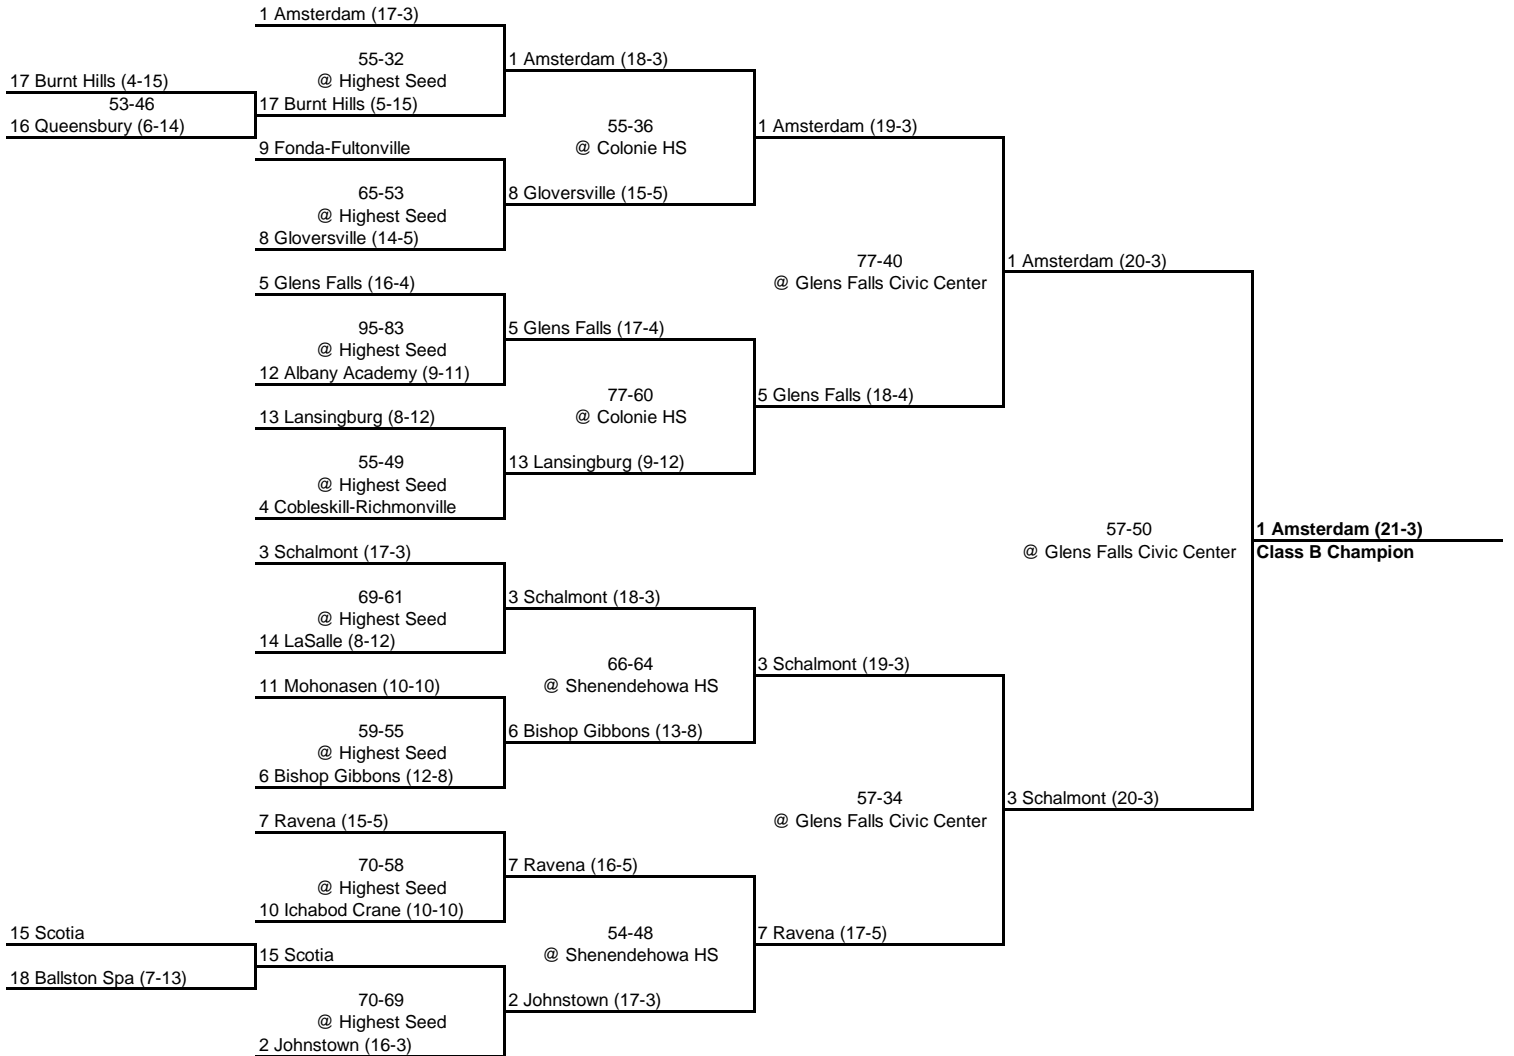 1 Amsterdam (17-3)
55-32
@ Highest Seed
1 Amsterdam (18-3)
17 Burnt Hills (4-15)
53-46
17 Burnt Hills (5-15)
16 Queensbury (6-14)
55-36
@ Colonie HS
1 Amsterdam (19-3)
9 Fonda-Fultonville
65-53
@ Highest Seed
8 Gloversville (15-5)
8 Gloversville (14-5)
77-40
@ Glens Falls Civic Center
1 Amsterdam (20-3)
5 Glens Falls (16-4)
95-83
@ Highest Seed
5 Glens Falls (17-4)
12 Albany Academy (9-11)
77-60
@ Colonie HS
5 Glens Falls (18-4)
13 Lansingburg (8-12)
55-49
@ Highest Seed
13 Lansingburg (9-12)
4 Cobleskill-Richmonville
57-50
@ Glens Falls Civic Center
1 Amsterdam (21-3)
Class B Champion
3 Schalmont (17-3)
69-61
@ Highest Seed
3 Schalmont (18-3)
14 LaSalle (8-12)
66-64
@ Shenendehowa HS
3 Schalmont (19-3)
11 Mohonasen (10-10)
59-55
@ Highest Seed
6 Bishop Gibbons (13-8)
6 Bishop Gibbons (12-8)
57-34
@ Glens Falls Civic Center
3 Schalmont (20-3)
7 Ravena (15-5)
70-58
@ Highest Seed
7 Ravena (16-5)
10 Ichabod Crane (10-10)
54-48
@ Shenendehowa HS
7 Ravena (17-5)
15 Scotia
15 Scotia
18 Ballston Spa (7-13)
70-69
@ Highest Seed
2 Johnstown (17-3)
2 Johnstown (16-3)